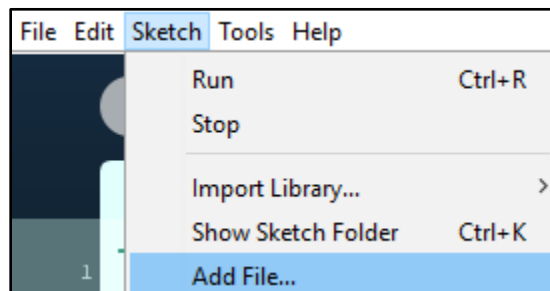 File Edit Sketch Tools Help
Run Ctrl+R
Stop
Import Library...
Show Sketch Folder Ctrl+K
1
Add File...